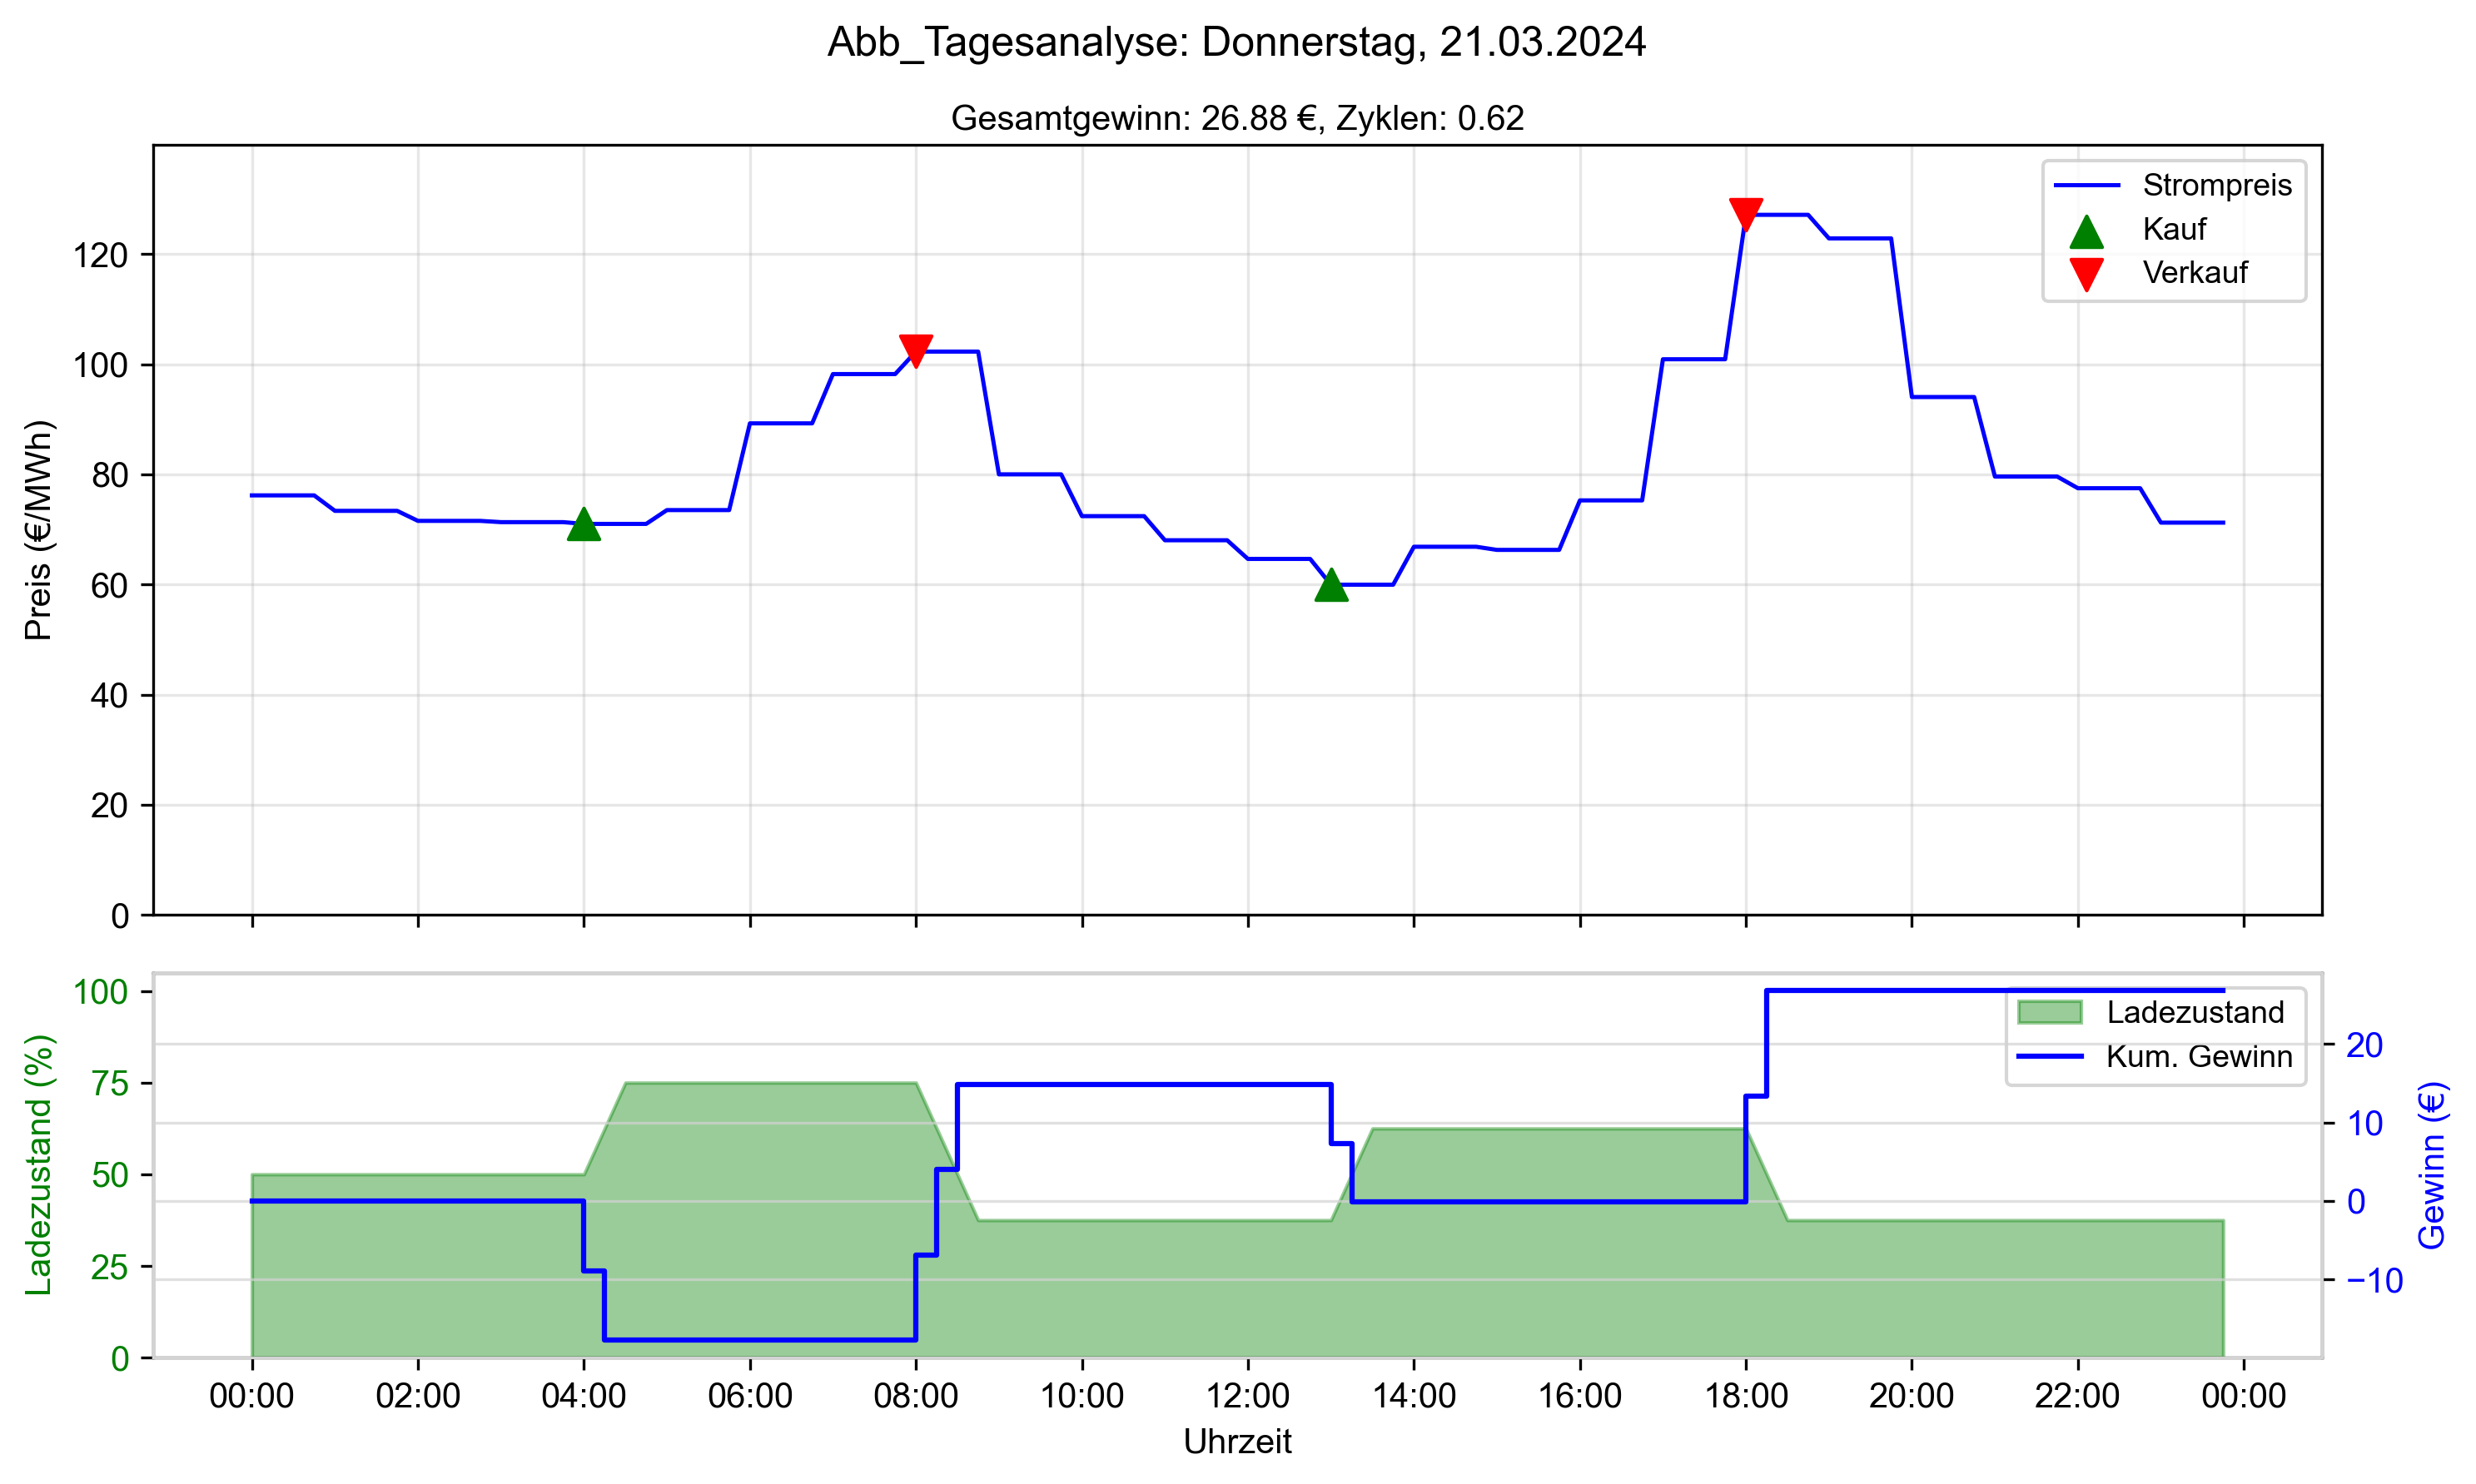 Abb_Tagesanalyse: Donnerstag, 21.03.2024
Gesamtgewinn: 26.88 €, Zyklen: 0.62
Preis (€/MWh)
120
100
80
60
40
20
0
Strompreis
Kauf
Verkauf
Ladezustand (%)
100
75
50
25
0
Ladezustand
Kum. Gewinn
20
10
0
−10
Gewinn (€)
00:00 02:00 04:00 06:00 08:00 10:00 12:00 14:00 16:00 18:00 20:00 22:00 00:00
Uhrzeit